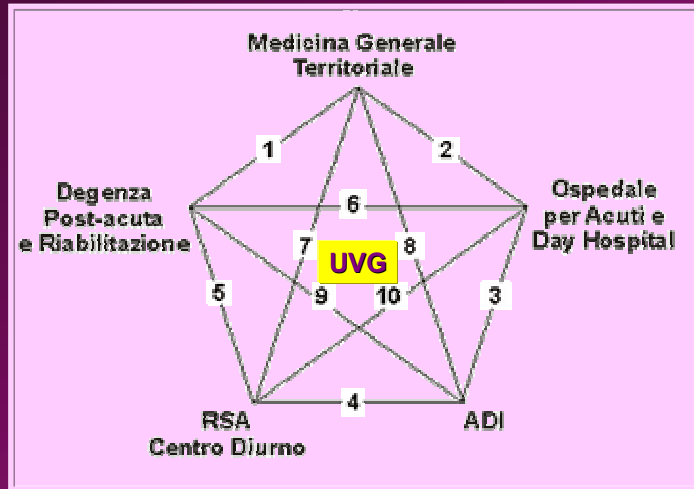 Medicina Generale
Territoriale
1
2
Degenza
Post-acuta
e Riabilitazione
6
Ospedale
per Acuti e
Day Hospital
7
8
UVG
5
9
10
3
4
RSA
Centro Diurno
ADI